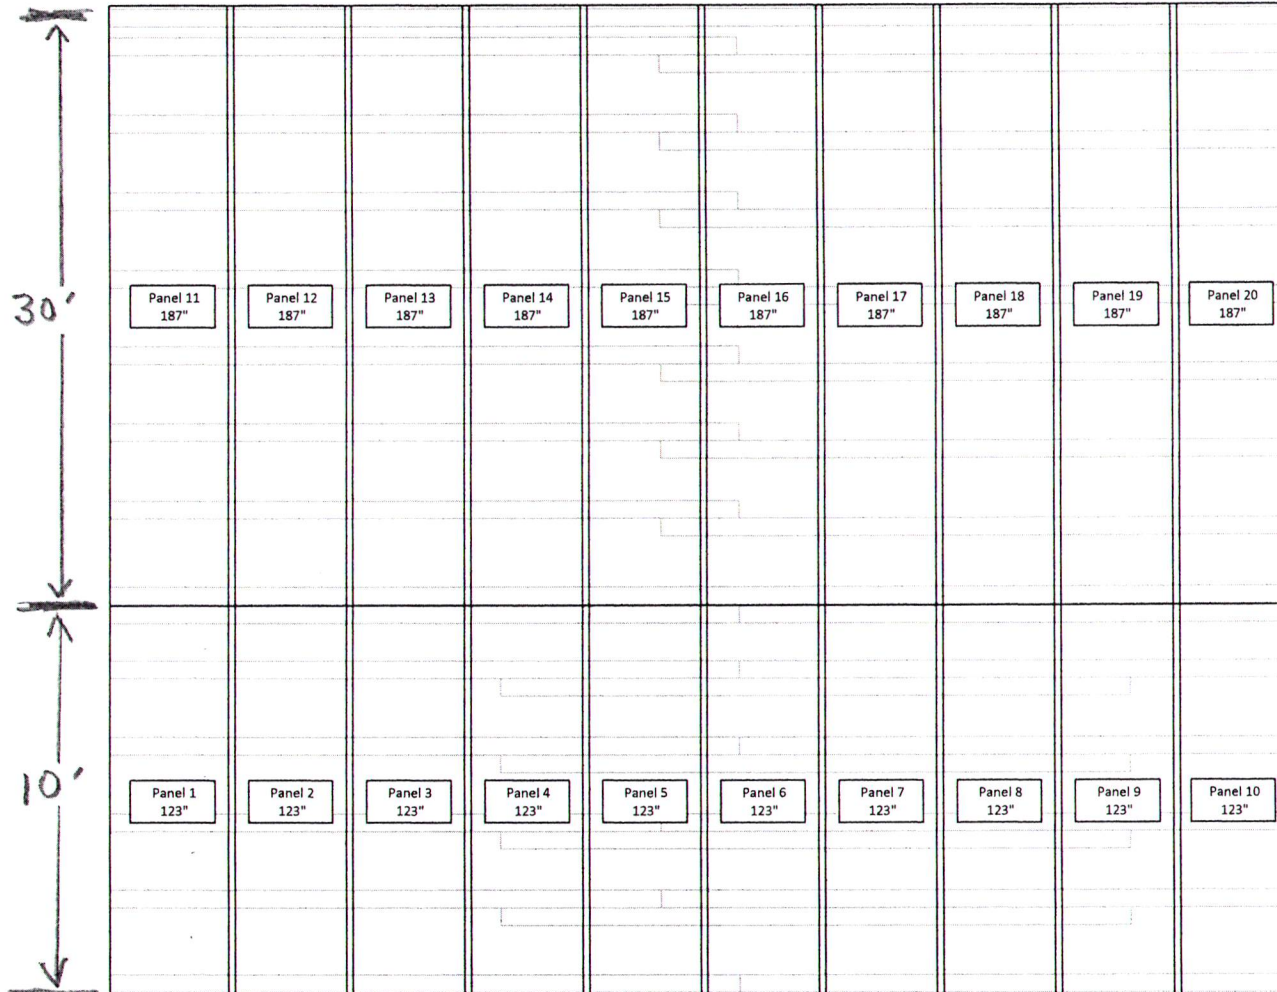 30'
Panel 11
187"
Panel 12
187"
Panel 13
187"
Panel 14
187"
Panel 15
187"
Panel 16
187"
Panel 17
187"
Panel 18
187"
Panel 19
187"
Panel 20
187"
10'
Panel 1
123"
Panel 2
123"
Panel 3
123"
Panel 4
123"
Panel 5
123"
Panel 6
123"
Panel 7
123"
Panel 8
123"
Panel 9
123"
Panel 10
123"